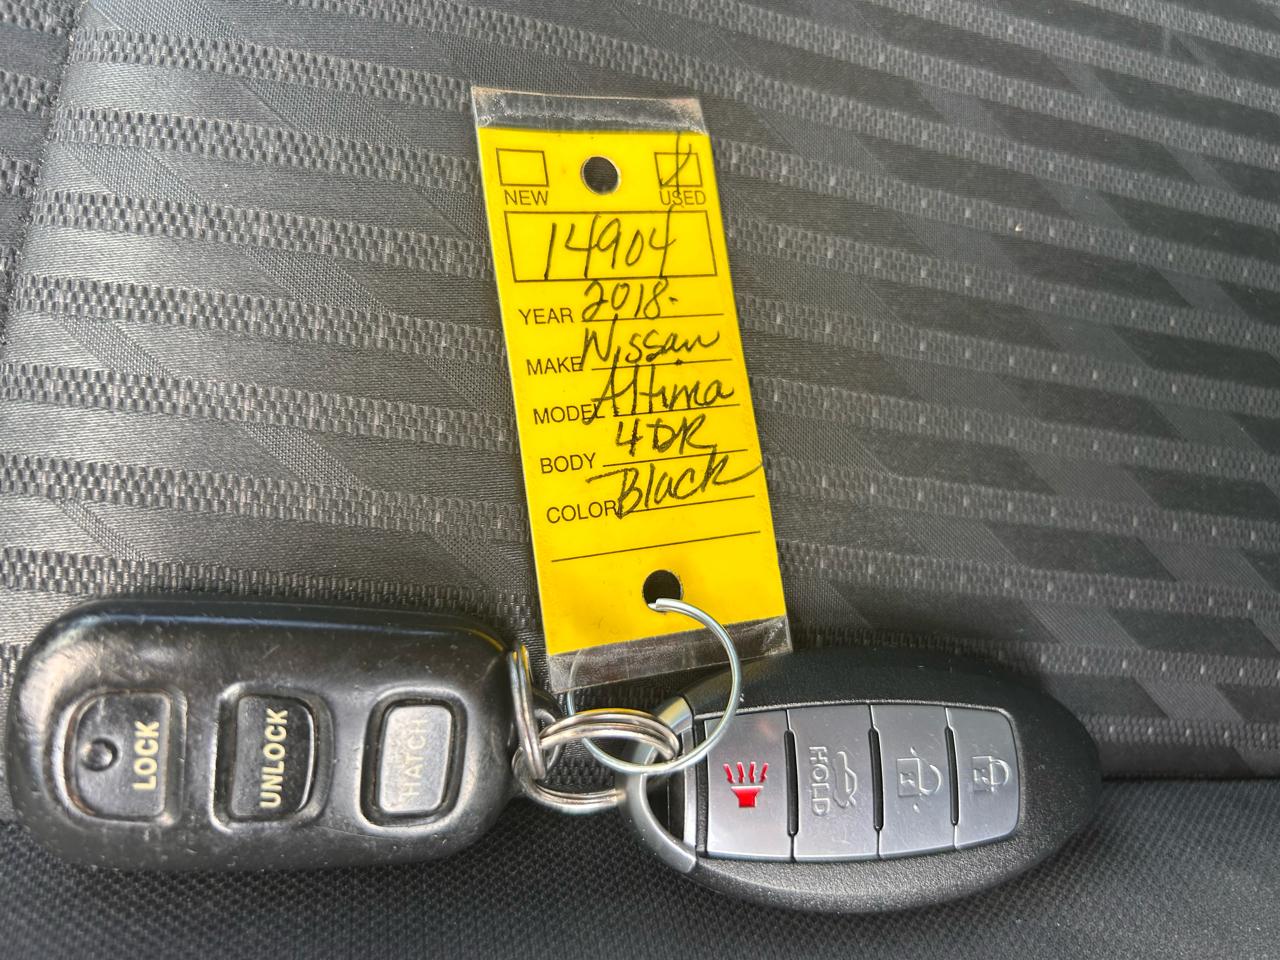 NEW USED
14904
YEAR 2018.
MAKE Nissan
MODEL Altima
BODY 4DR
COLOR Black
LOCK
UNLOCK
HATCH
HOLD